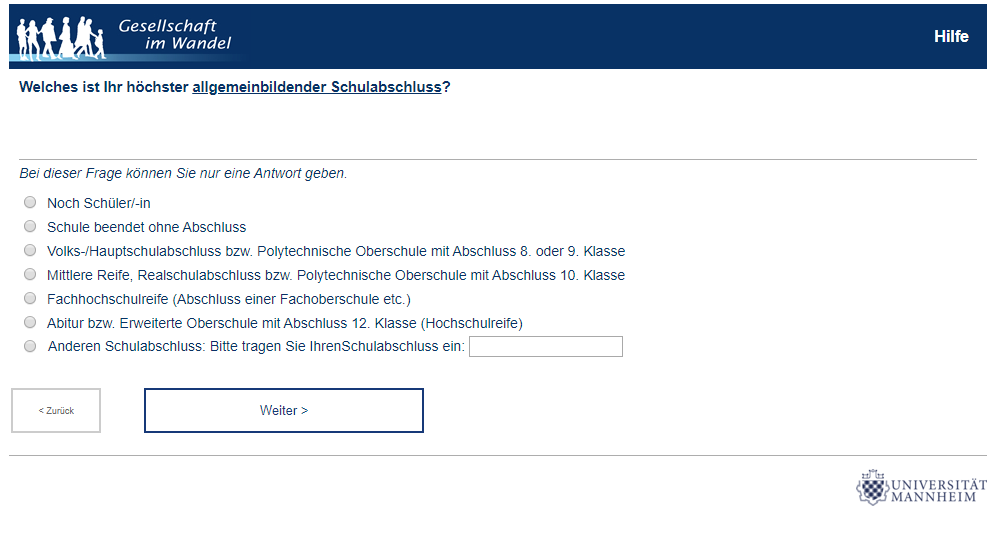 Gesellschaft
im Wandel
Hilfe
Welches ist Ihr höchster allgemeinbildender Schulabschluss?
Bei dieser Frage können Sie nur eine Antwort geben.
Noch Schüler/-in
Schule beendet ohne Abschluss
Volks-/Hauptschulabschluss bzw. Polytechnische Oberschule mit Abschluss 8. oder 9. Klasse
Mittlere Reife, Realschulabschluss bzw. Polytechnische Oberschule mit Abschluss 10. Klasse
Fachhochschulreife (Abschluss einer Fachoberschule etc.)
Abitur bzw. Erweiterte Oberschule mit Abschluss 12. Klasse (Hochschulreife)
Anderen Schulabschluss: Bitte tragen Sie IhrenSchulabschluss ein:
< Zurück
Weiter >
UNIVERSITÄT
MANNHEIM